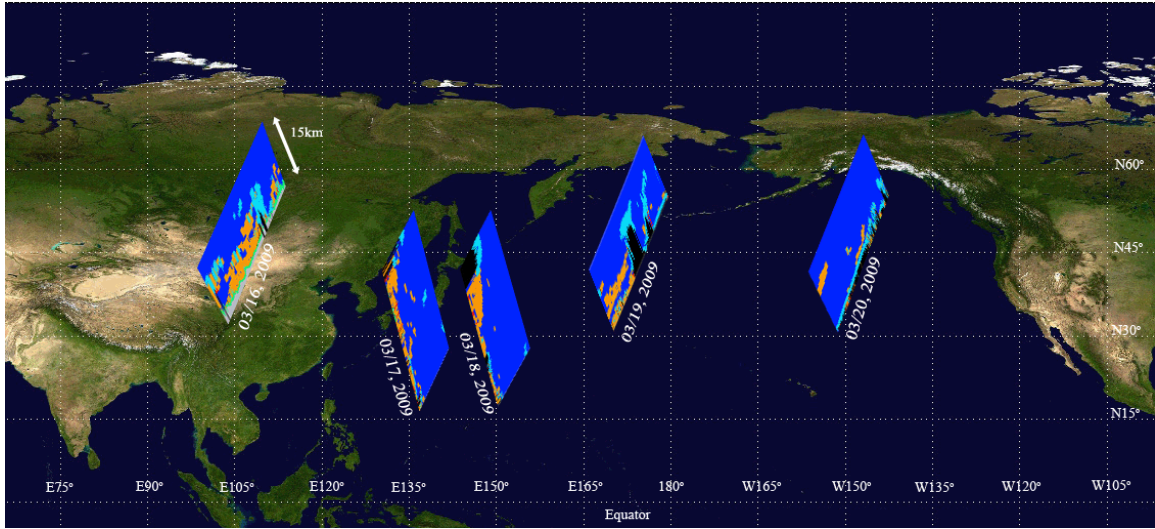 15km
N60°
N45°
03/16, 2009
03/17, 2009
03/18, 2009
03/19, 2009
03/20, 2009
N30°
N15°
E75° E90° E105° E120° E135° E150° E165° 180° W165° W150° W135° W120° W105°
Equator